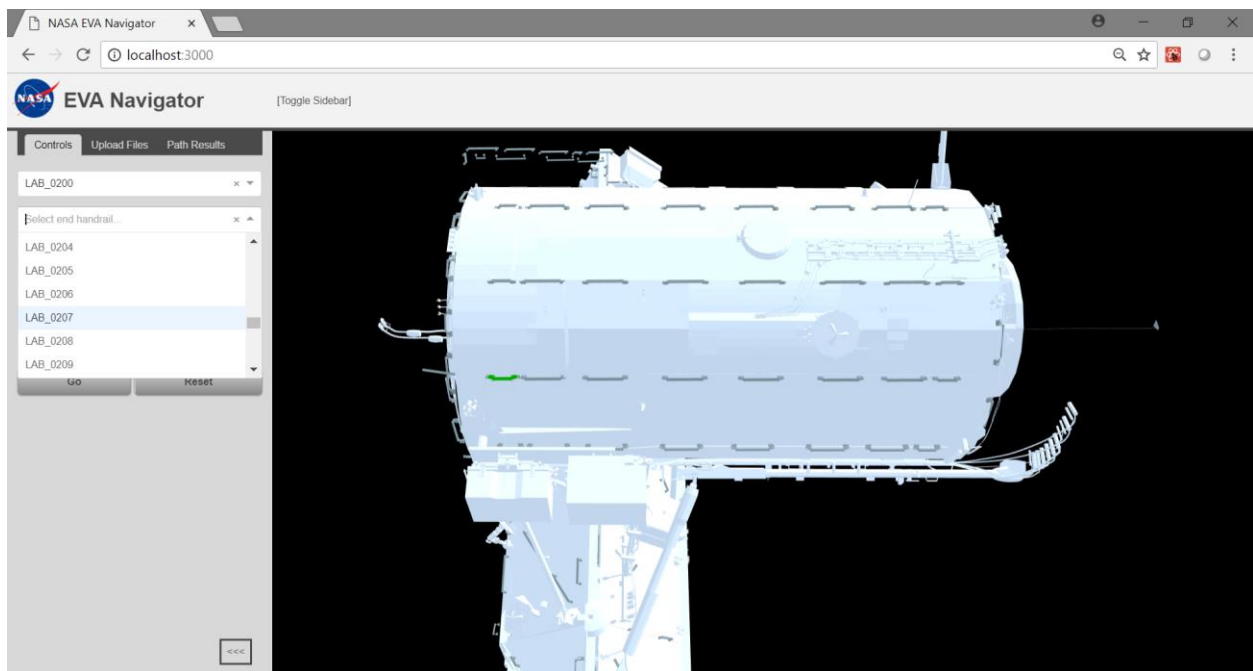 NASA EVA Navigator
localhost:3000
NASA
EVA Navigator
[Toggle Sidebar]
Controls Upload Files Path Results
LAB_0200
Select end handrail...
LAB_0204
LAB_0205
LAB_0206
LAB_0207
LAB_0208
LAB_0209
Go Reset
<<<